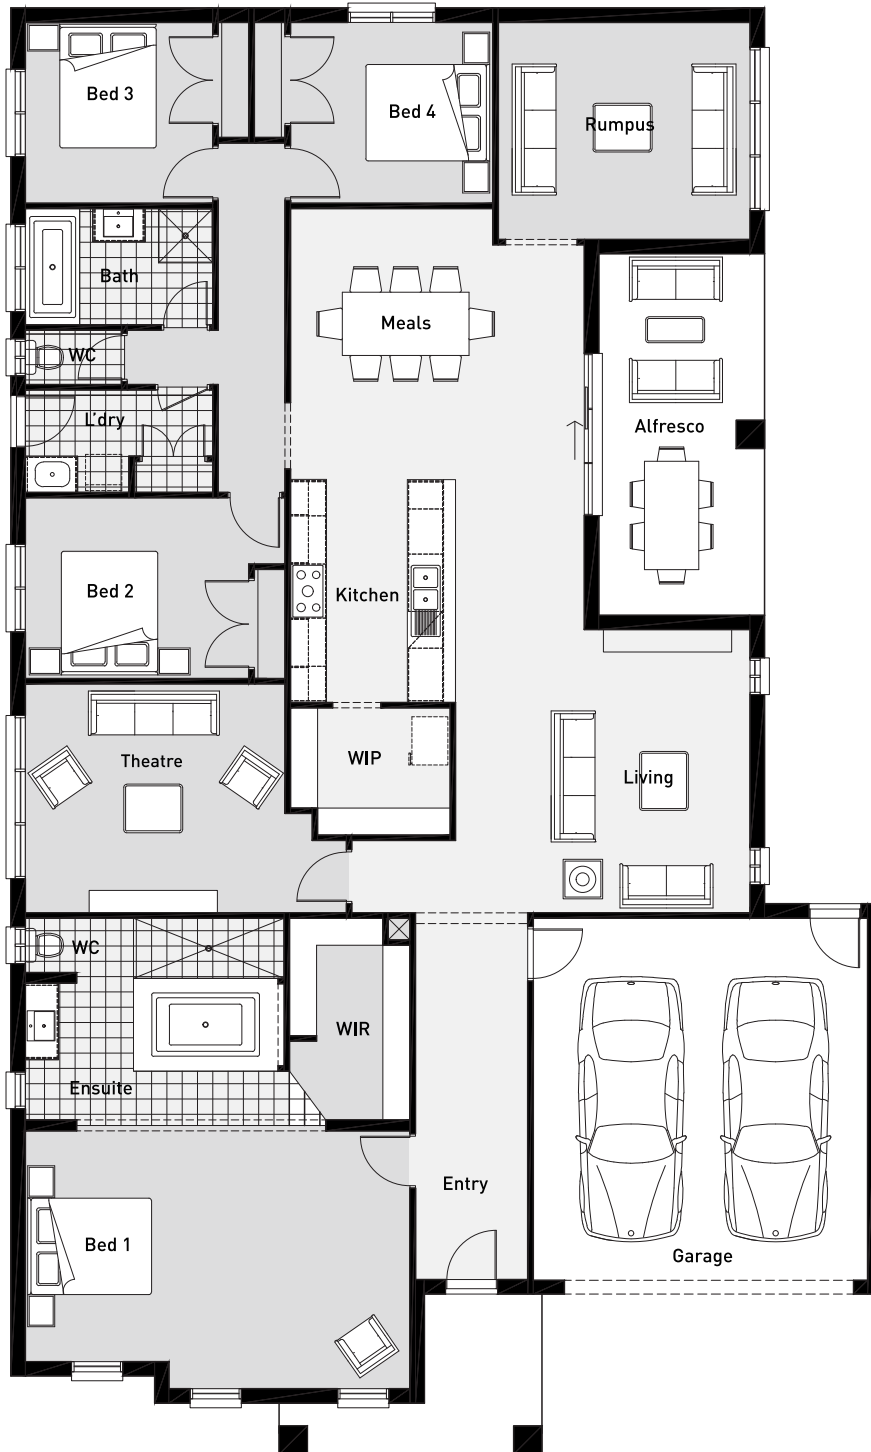 Bed 3
Bed 4
Rumpus
Bath
Meals
WC
L'dry
Alfresco
Bed 2
Kitchen
Theatre
WIP
Living
WC
WIR
Ensuite
Entry
Bed 1
Garage